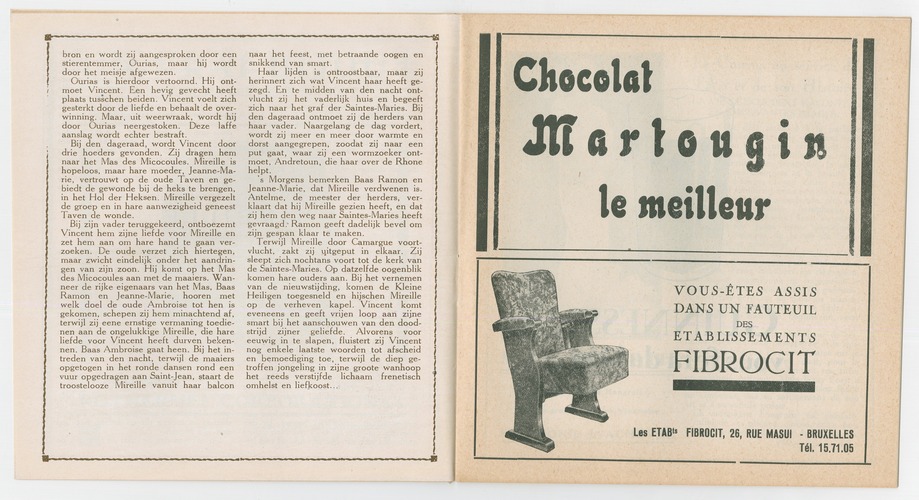 bron en wordt zij aangesproken door een
stierentemmer, Ourias, maar hij wordt
door het meisje afgewezen.
Ourias is hierdoor vertoornd. Hij ont-
moet Vincent. Een hevig gevecht heeft
plaats tusschen beiden. Vincent voelt zich
gesterkt door de liefde en behaalt de over-
winning. Maar, uit weerwraak, wordt hij
door Ourias neergestoken. Deze laffe
aanslag wordt echter bestraft.
Bij den dageraad, wordt Vincent door
drie hoeders gevonden. Zij dragen hem
naar het Mas des Micocoules. Mireille is
hopeloos, maar hare moeder, Jeanne-Ma-
rie, vertrouwt op de oude Taven en ge-
biedt de gewonde bij de heks te brengen,
in het Hol der Heksen. Mireille vergezelt
de groep en in hare aanwezigheid geneest
Taven de wonde.
Bij zijn vader teruggekeerd, ontboezemt
Vincent hem zijne liefde voor Mireille en
zet hem aan om hare hand te gaan ver-
zoeken. De oude verzet zich hiertegen,
maar zwicht eindelijk onder het aandrin-
gen van zijn zoon. Hij komt op het Mas
des Micocoules aan met de maaiers. Wan-
neer de rijke eigenaars van het Mas, Baas
Ramon en Jeanne-Marie, hooren met
welk doel de oude Ambroise tot hen is
gekomen, schepen zij hem minachtend af,
terwijl zij eene ernstige vermaning toedie-
nen aan de ongelukkige Mireille, die hare
liefde voor Vincent heeft durven beken-
nen. Baas Ambroise gaat heen. Bij het in-
treden van den nacht, terwijl de maaiers
opgetogen in het ronde dansen rond een
vuur opgedragen aan Saint-Jean, staart de
troostelooze Mireille vanuit haar balcon
naar het feest, met betraande oogen en
snikkend van smart.
Haar lijden is ontroostbaar, maar zij
herinnert zich wat Vincent haar heeft ge-
zegd. En te midden van den nacht ont-
vlucht zij het vaderlijk huis en begeeft
zich naar het graf der Saintes-Maries. Bij
den dageraad ontmoet zij de herders van
haar vader. Naargelang de dag vordert,
wordt zij meer en meer door warmte en
dorst aangegrepen, zoodat zij naar een
put gaat, waar zij een wormzoeker ont-
moet, Andretoun, die haar over de Rhone
helpt.
's Morgens bemerken Baas Ramon en
Jeanne-Marie, dat Mireille verdwenen is.
Antelme, de meester der herders, ver-
klaart dat hij Mireille gezien heeft, en dat
zij hem den weg naar Saintes-Maries heeft
gevraagd. Ramon geeft dadelijk bevel om
zijn gespan klaar te maken.
Terwijl Mireille door Camargue voort-
vlucht, zakt zij uitgeput in elkaar. Zij
sleept zich nochtans voort tot de kerk van
de Saintes-Maries. Op datzelfde oogenblik
komen hare ouders aan. Bij het vernemen
van de nieuwstijding, komen de Kleine
Heiligen toegesneld en hijschen Mireille
op de verheven kapel. Vincent komt
eveneens en geeft vrijen loop aan zijne
smart bij het aanschouwen van den dood-
strijd zijner geliefde. Alvorens voor
eeuwig in te slapen, fluistert zij Vincent
nog enkele laatste woorden tot afscheid
en bemoediging toe, terwijl de diep ge-
troffen jongeling in zijne groote wanhoop
het reeds verstijfde lichaam frenetisch
omhelst en liefkoost...
Chocolat
Martougin
le meilleur
VOUS-ÊTES ASSIS
DANS UN FAUTEUIL
DES
ETABLISSEMENTS
FIBROCIT
Les ETABts FIBROCIT, 26, RUE MASUI - BRUXELLES
Tél. 15.71.05